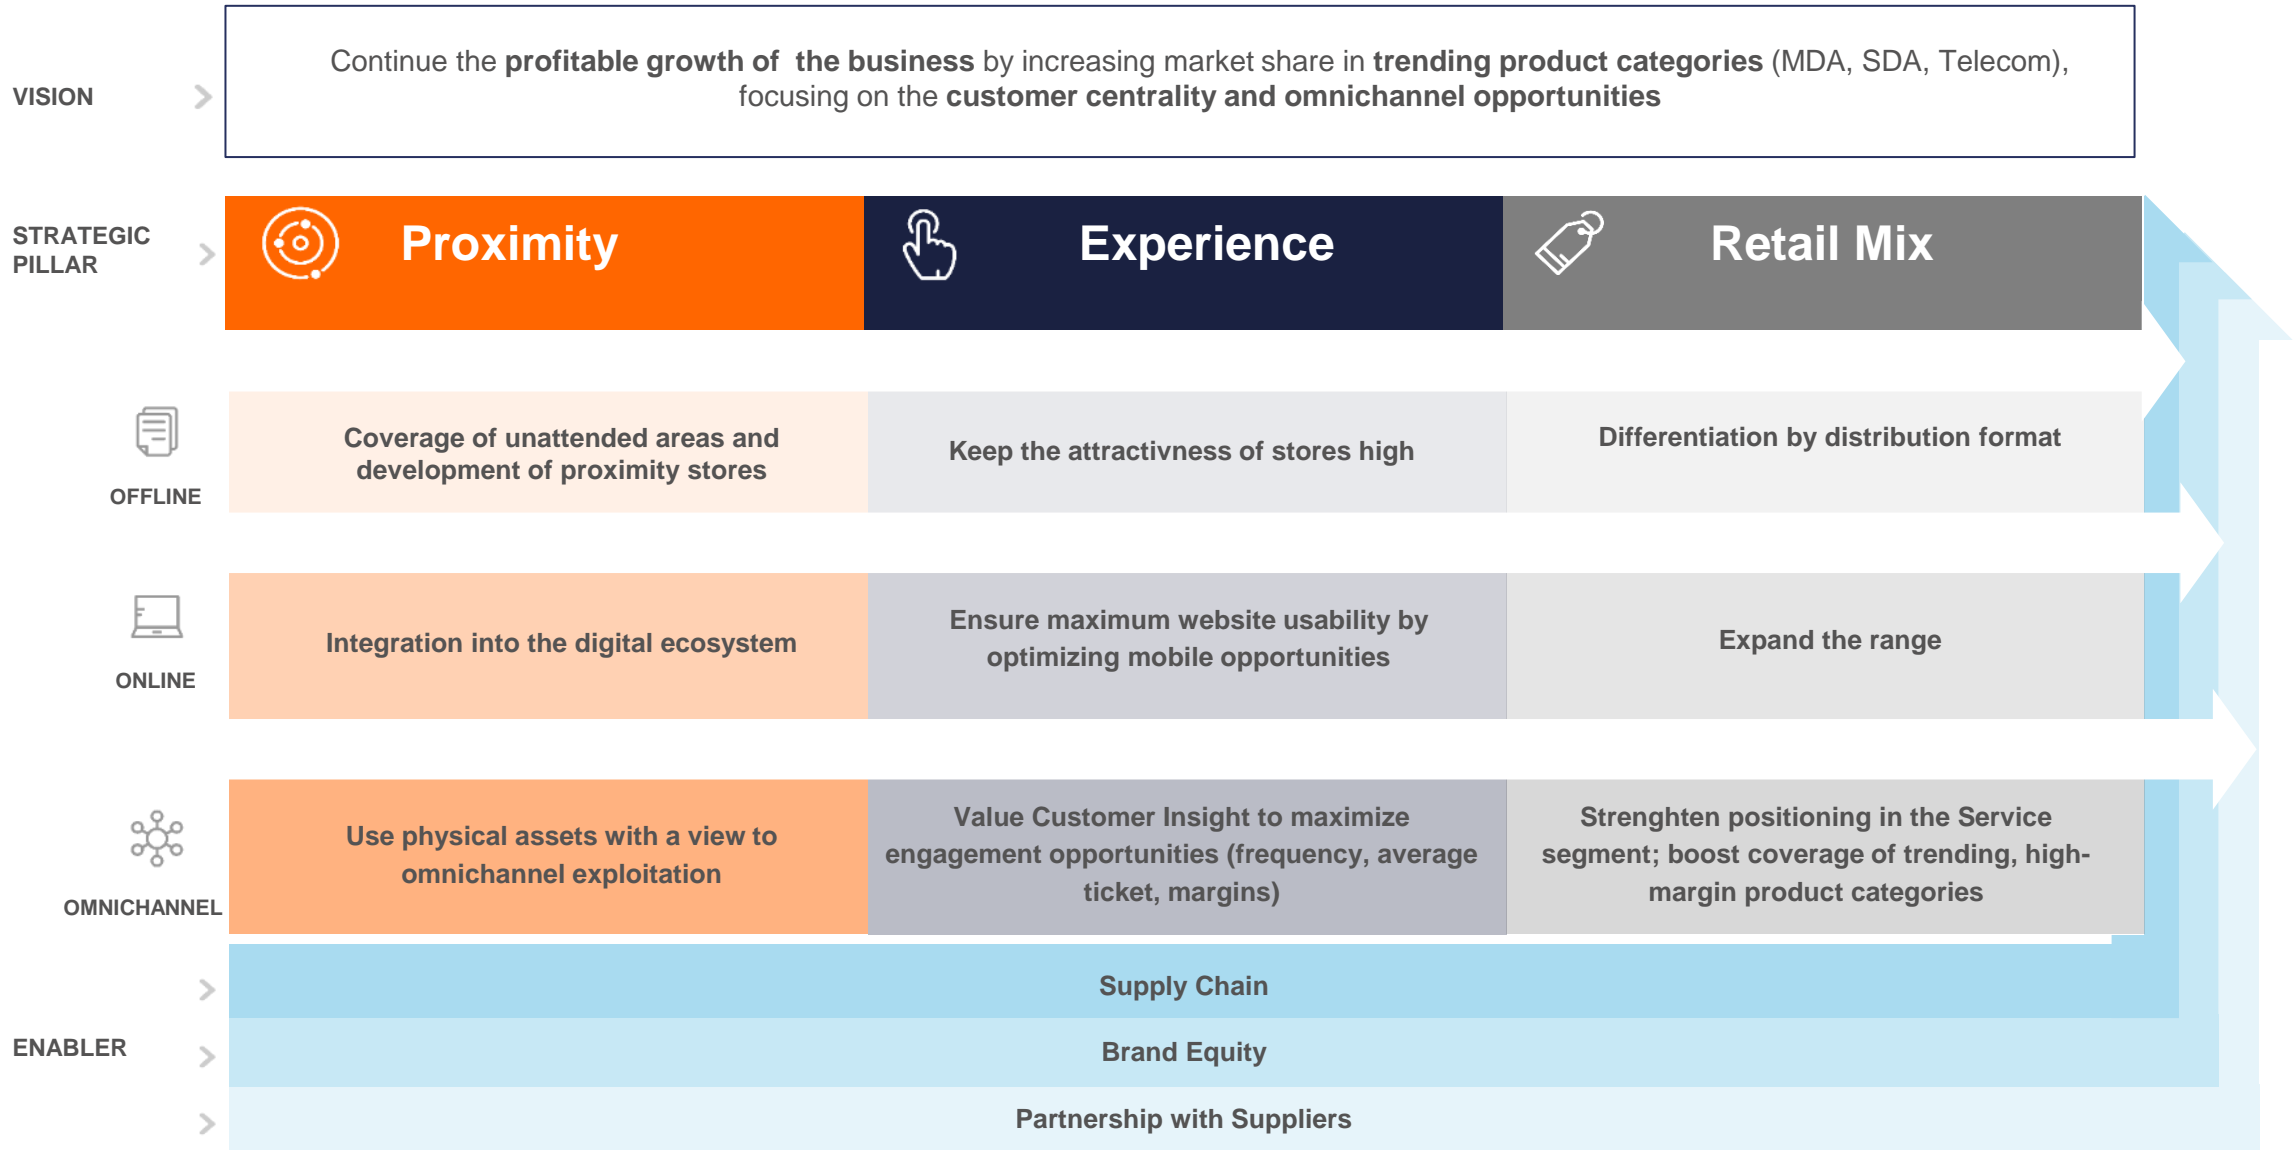 VISION
Continue the profitable growth of the business by increasing market share in trending product categories (MDA, SDA, Telecom),
focusing on the customer centrality and omnichannel opportunities
STRATEGIC
PILLAR
Proximity
Experience
Retail Mix
OFFLINE
Coverage of unattended areas and
development of proximity stores
Keep the attractivness of stores high
Differentiation by distribution format
ONLINE
Integration into the digital ecosystem
Ensure maximum website usability by
optimizing mobile opportunities
Expand the range
OMNICHANNEL
Use physical assets with a view to
omnichannel exploitation
Value Customer Insight to maximize
engagement opportunities (frequency, average
ticket, margins)
Strenghten positioning in the Service
segment; boost coverage of trending, high-
margin product categories
ENABLER
Supply Chain
Brand Equity
Partnership with Suppliers